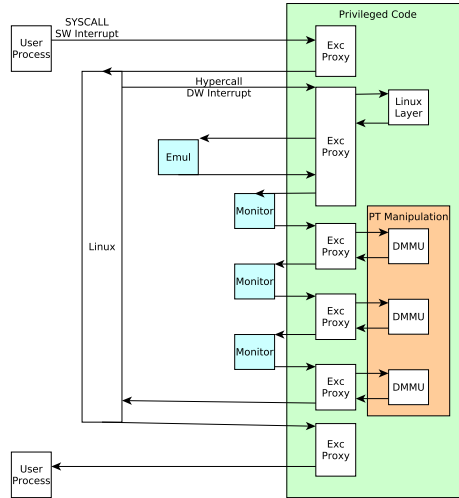 Privileged Code
SYSCALL
SW Interrupt
User
Process
Exc
Proxy
Hypercall
DW Interrupt
Linux
Layer
Exc
Proxy
Emul
Monitor
PT Manipulation
Exc
Proxy
DMMU
Linux
Monitor
Exc
Proxy
DMMU
Monitor
Exc
Proxy
DMMU
Exc
Proxy
User
Process